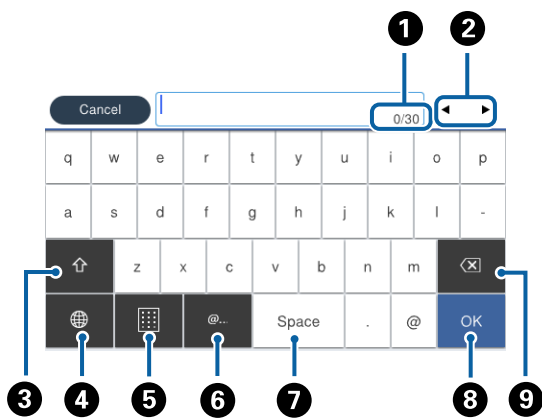 1 2
Cancel 0/30
q w e r t y u i o p
a s d f g h j k l -
z x c v b n m
@... Space . @ OK
3 4 5 6 7 8 9